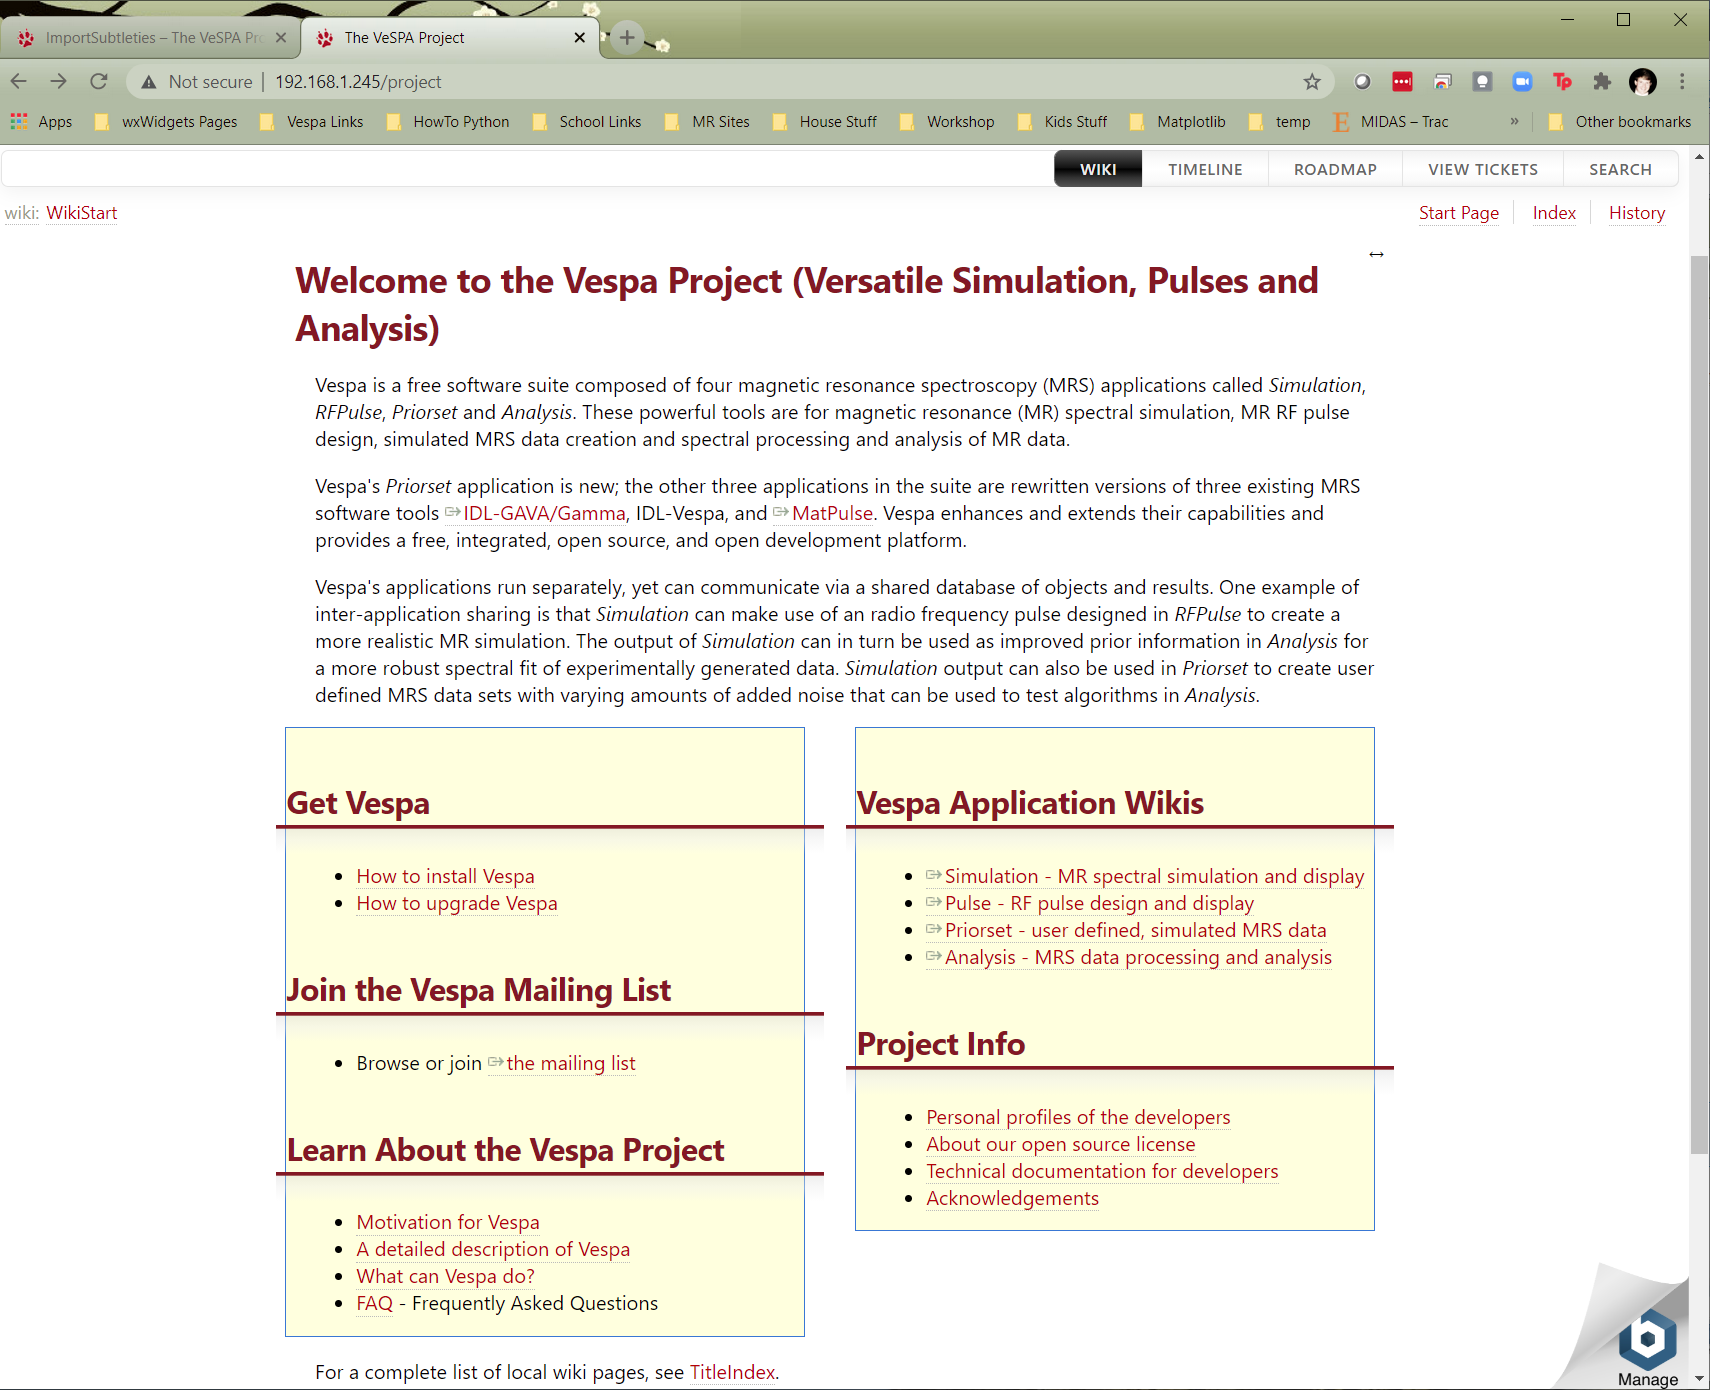 ImportSubtleties – The VeSPA Pr
The VeSPA Project
Not secure | 192.168.1.245/project
Apps wxWidgets Pages Vespa Links HowTo Python School Links MR Sites House Stuff Workshop Kids Stuff Matplotlib temp MIDAS – Trac » Other bookmarks
WIKI TIMELINE ROADMAP VIEW TICKETS SEARCH
wiki: WikiStart
Start Page Index History
Welcome to the Vespa Project (Versatile Simulation, Pulses and
Analysis)
Vespa is a free software suite composed of four magnetic resonance spectroscopy (MRS) applications called Simulation,
RFPulse, Priorset and Analysis. These powerful tools are for magnetic resonance (MR) spectral simulation, MR RF pulse
design, simulated MRS data creation and spectral processing and analysis of MR data.
Vespa's Priorset application is new; the other three applications in the suite are rewritten versions of three existing MRS
software tools IDL-GAVA/Gamma, IDL-Vespa, and MatPulse. Vespa enhances and extends their capabilities and
provides a free, integrated, open source, and open development platform.
Vespa's applications run separately, yet can communicate via a shared database of objects and results. One example of
inter-application sharing is that Simulation can make use of an radio frequency pulse designed in RFPulse to create a
more realistic MR simulation. The output of Simulation can in turn be used as improved prior information in Analysis for
a more robust spectral fit of experimentally generated data. Simulation output can also be used in Priorset to create user
defined MRS data sets with varying amounts of added noise that can be used to test algorithms in Analysis.
Get Vespa
How to install Vespa
How to upgrade Vespa
Join the Vespa Mailing List
Browse or join the mailing list
Learn About the Vespa Project
Motivation for Vespa
A detailed description of Vespa
What can Vespa do?
FAQ - Frequently Asked Questions
Vespa Application Wikis
Simulation - MR spectral simulation and display
Pulse - RF pulse design and display
Priorset - user defined, simulated MRS data
Analysis - MRS data processing and analysis
Project Info
Personal profiles of the developers
About our open source license
Technical documentation for developers
Acknowledgements
For a complete list of local wiki pages, see TitleIndex.
b
Manage